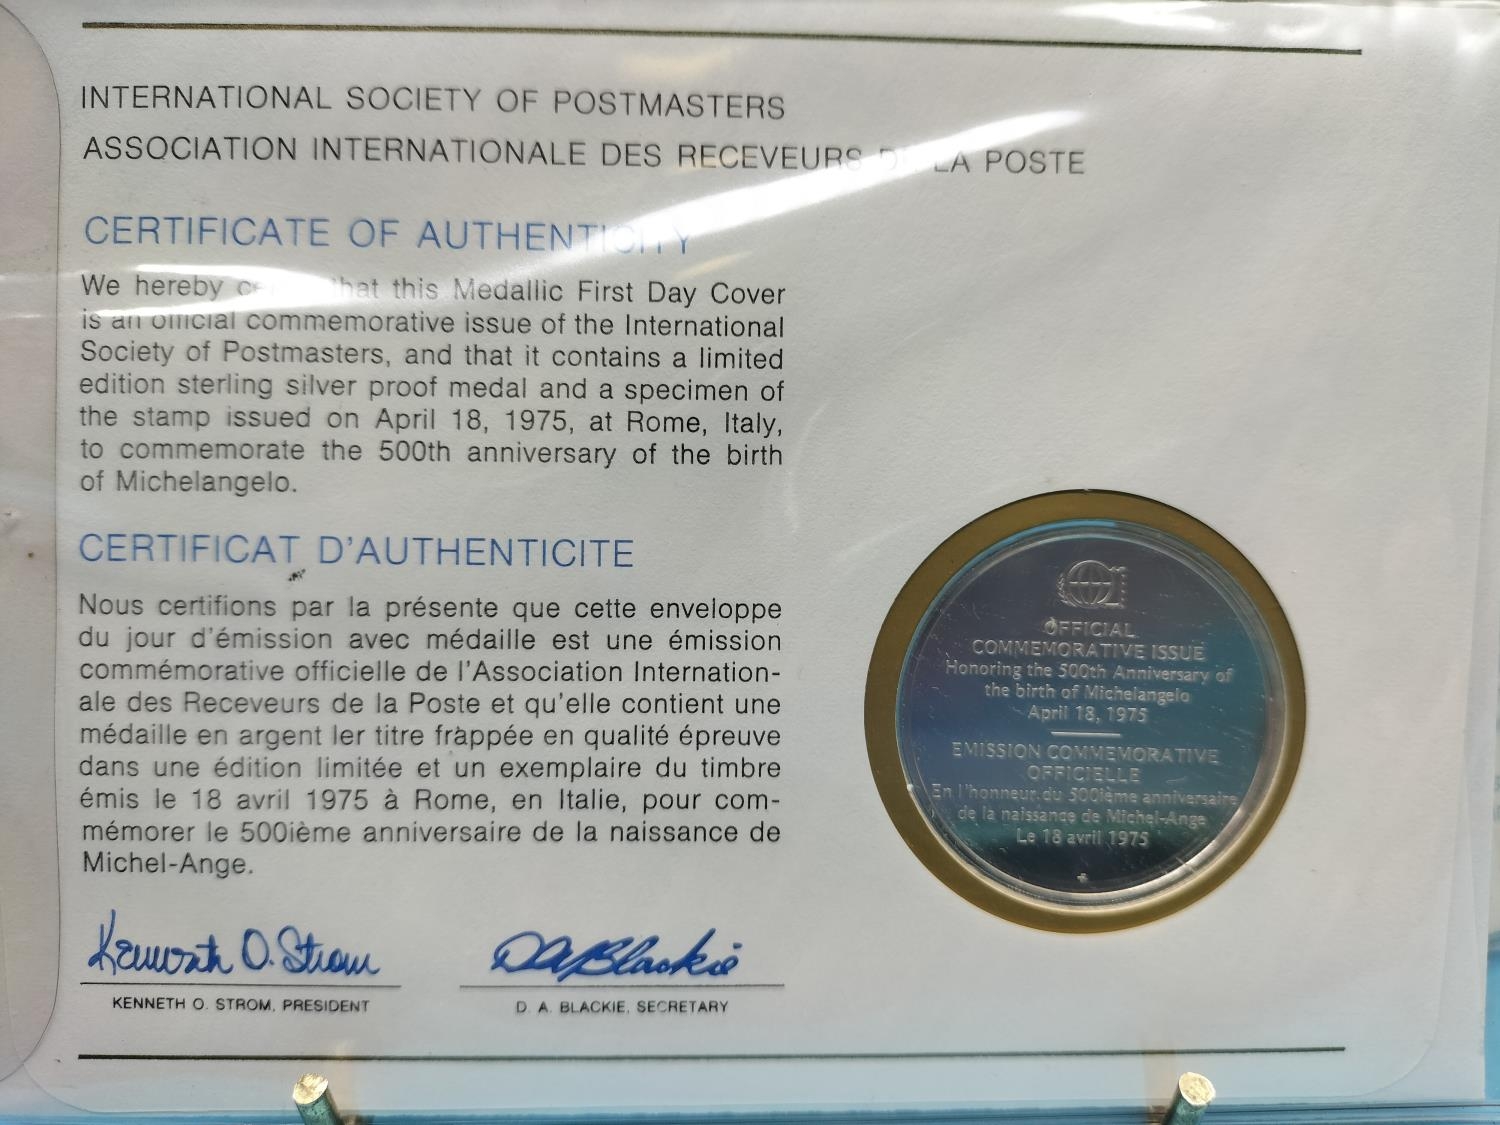 INTERNATIONAL SOCIETY OF POSTMASTERS
ASSOCIATION INTERNATIONALE DES RECEVEURS LA POSTE
CERTIFICATE OF AUTHENTICITY
We hereby that this Medallic First Day Cover
is an official commemorative issue of the International
Society of Postmasters, and that it contains a limited
edition sterling silver proof medal and a specimen of
the stamp issued on April 18, 1975, at Rome, Italy,
to commemorate the 500th anniversary of the birth
of Michelangelo.
CERTIFICAT D'AUTHENTICITE
Nous certifions par la présente que cette enveloppe
du jour d'émission avec médaille est une émission
commémorative officielle de l'Association Internation-
ale des Receveurs de la Poste et qu'elle contient une
médaille en argent ler titre frappée en qualité épreuve
dans une édition limitée et un exemplaire du timbre
émis le 18 avril 1975 à Rome, en Italie, pour com-
mémorer le 500ième anniversaire de la naissance de
Michel-Ange.
Kenneth O. Strom
D A Blackie
KENNETH O. STROM, PRESIDENT
D. A. BLACKIE, SECRETARY
OFFICIAL
COMMEMORATIVE ISSUE
Honoring the 500th Anniversary of
the birth of Michelangelo
April 18, 1975
EMISSION COMMEMORATIVE
OFFICIELLE
En l'honneur du 500ième anniversaire
de la naissance de Michel-Ange
Le 18 avril 1975